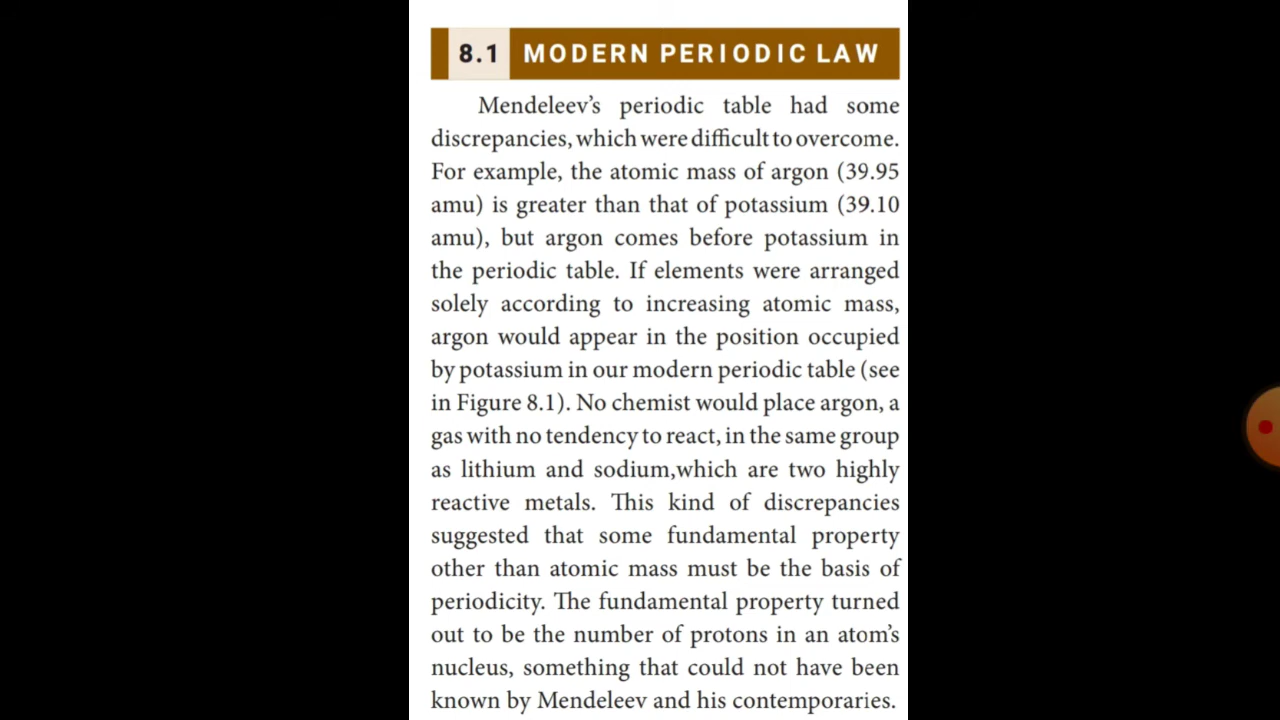 8.1 MODERN PERIODIC LAW
Mendeleev's periodic table had some
discrepancies, which were difficult to overcome.
For example, the atomic mass of argon (39.95
amu) is greater than that of potassium (39.10
amu), but argon comes before potassium in
the periodic table. If elements were arranged
solely according to increasing atomic mass,
argon would appear in the position occupied
by potassium in our modern periodic table (see
in Figure 8.1). No chemist would place argon, a
gas with no tendency to react, in the same group
as lithium and sodium,which are two highly
reactive metals. This kind of discrepancies
suggested that some fundamental property
other than atomic mass must be the basis of
periodicity. The fundamental property turned
out to be the number of protons in an atom's
nucleus, something that could not have been
known by Mendeleev and his contemporaries.